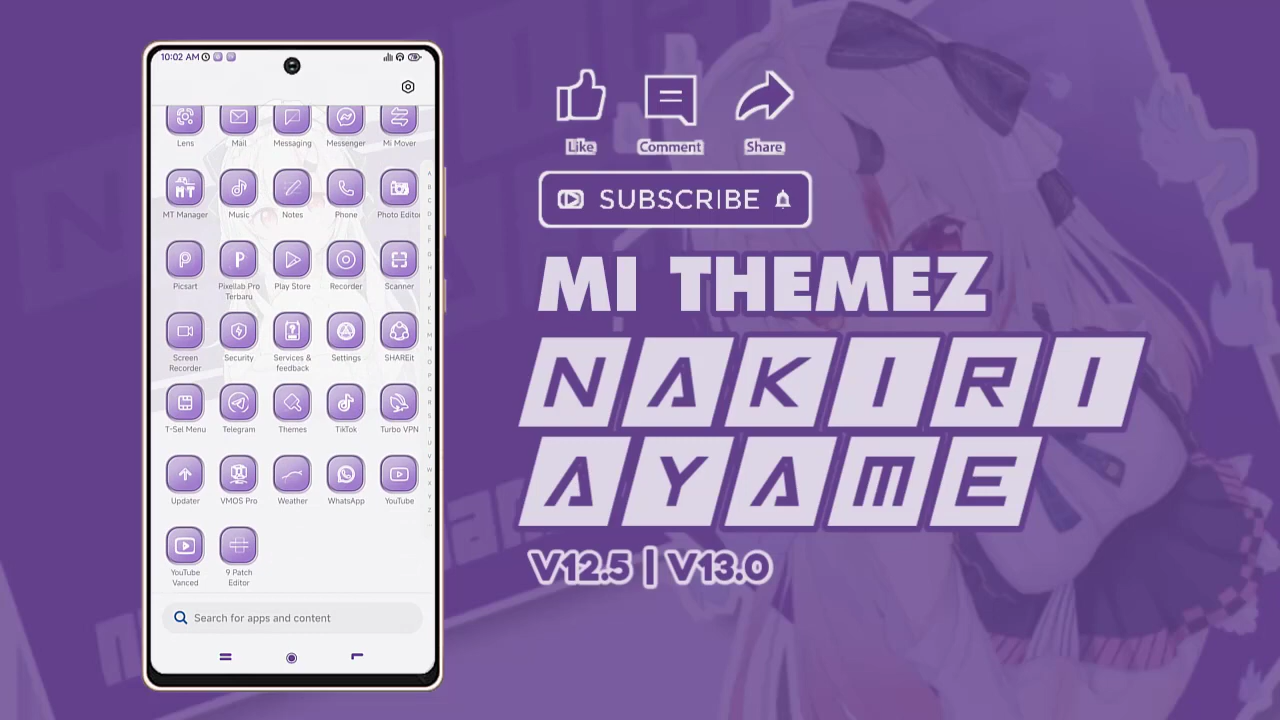 10:02 AM
Lens Mail Messaging Messenger Mi Mover
MT
MT Manager Music Notes Phone Photo Editor
Picsart Pixellab Pro Play Store Recorder Scanner
Terbaru
Screen Security Services & Settings SHAREit
Recorder feedback
T-Sel Menu Telegram Themes TikTok Turbo VPN
Updater VMOS Pro Weather WhatsApp YouTube
YouTube 9 Patch
Vanced Editor
Search for apps and content
Like Comment Share
SUBSCRIBE
MI THEMEZ
NAKIRI
AYAME
V12.5 | V13.0